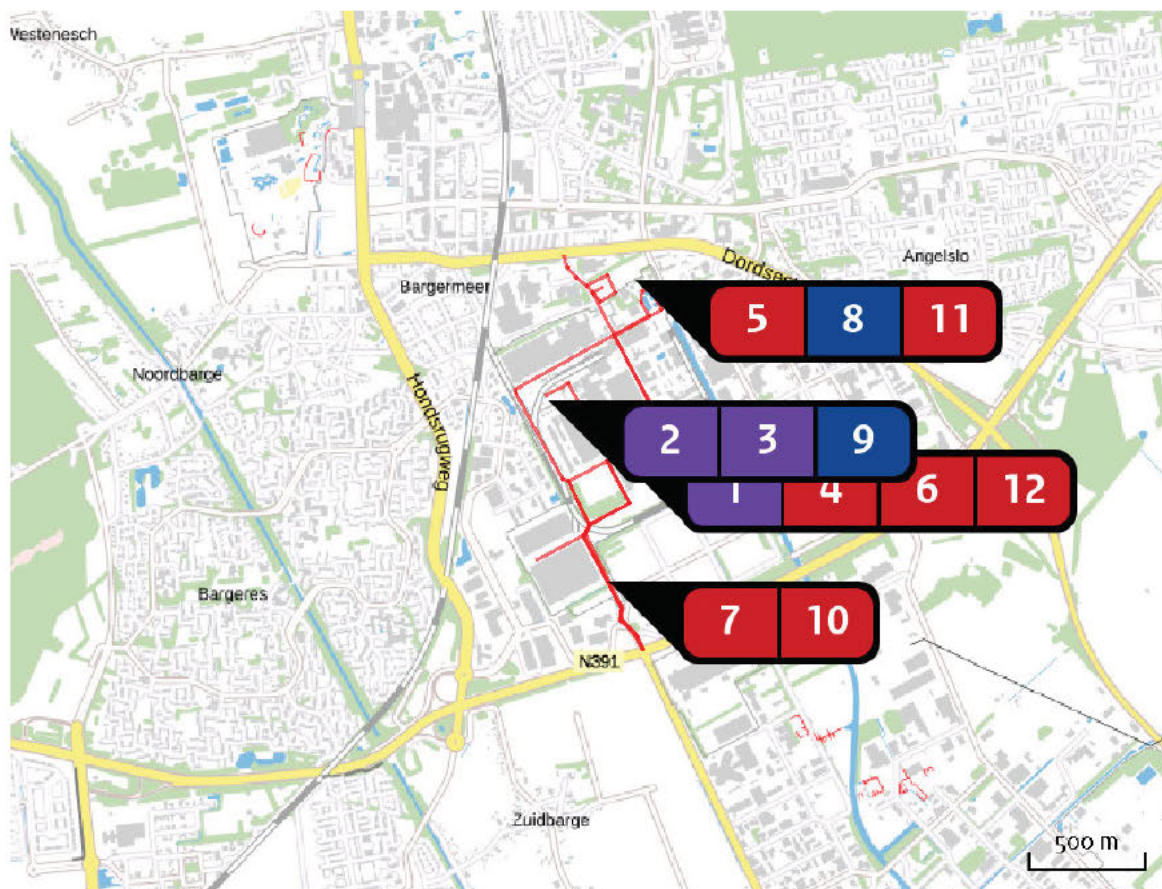 Westenesch
Dordsest
Angelslo
Bargermeer
5 8 11
Noordbarge
Hondsrugweg
2 3 9
1 4 6 12
Bargeres
7 10
N391
Zuidbarge
500 m